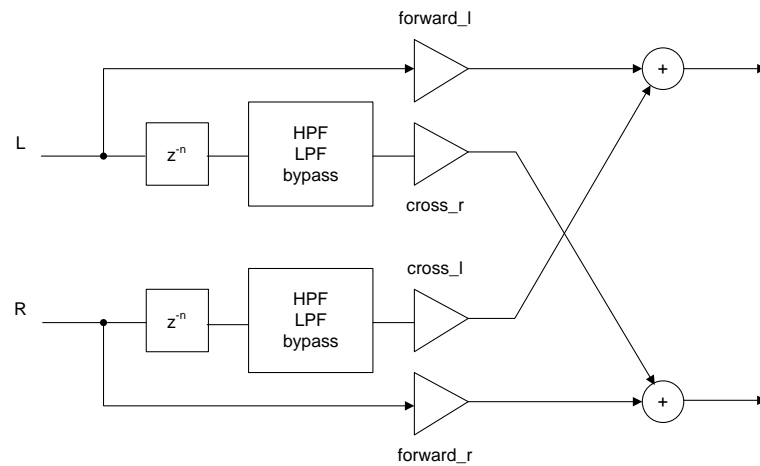 forward_l
+
L
z-n
HPF
LPF
bypass
cross_r
cross_l
R
z-n
HPF
LPF
bypass
+
forward_r